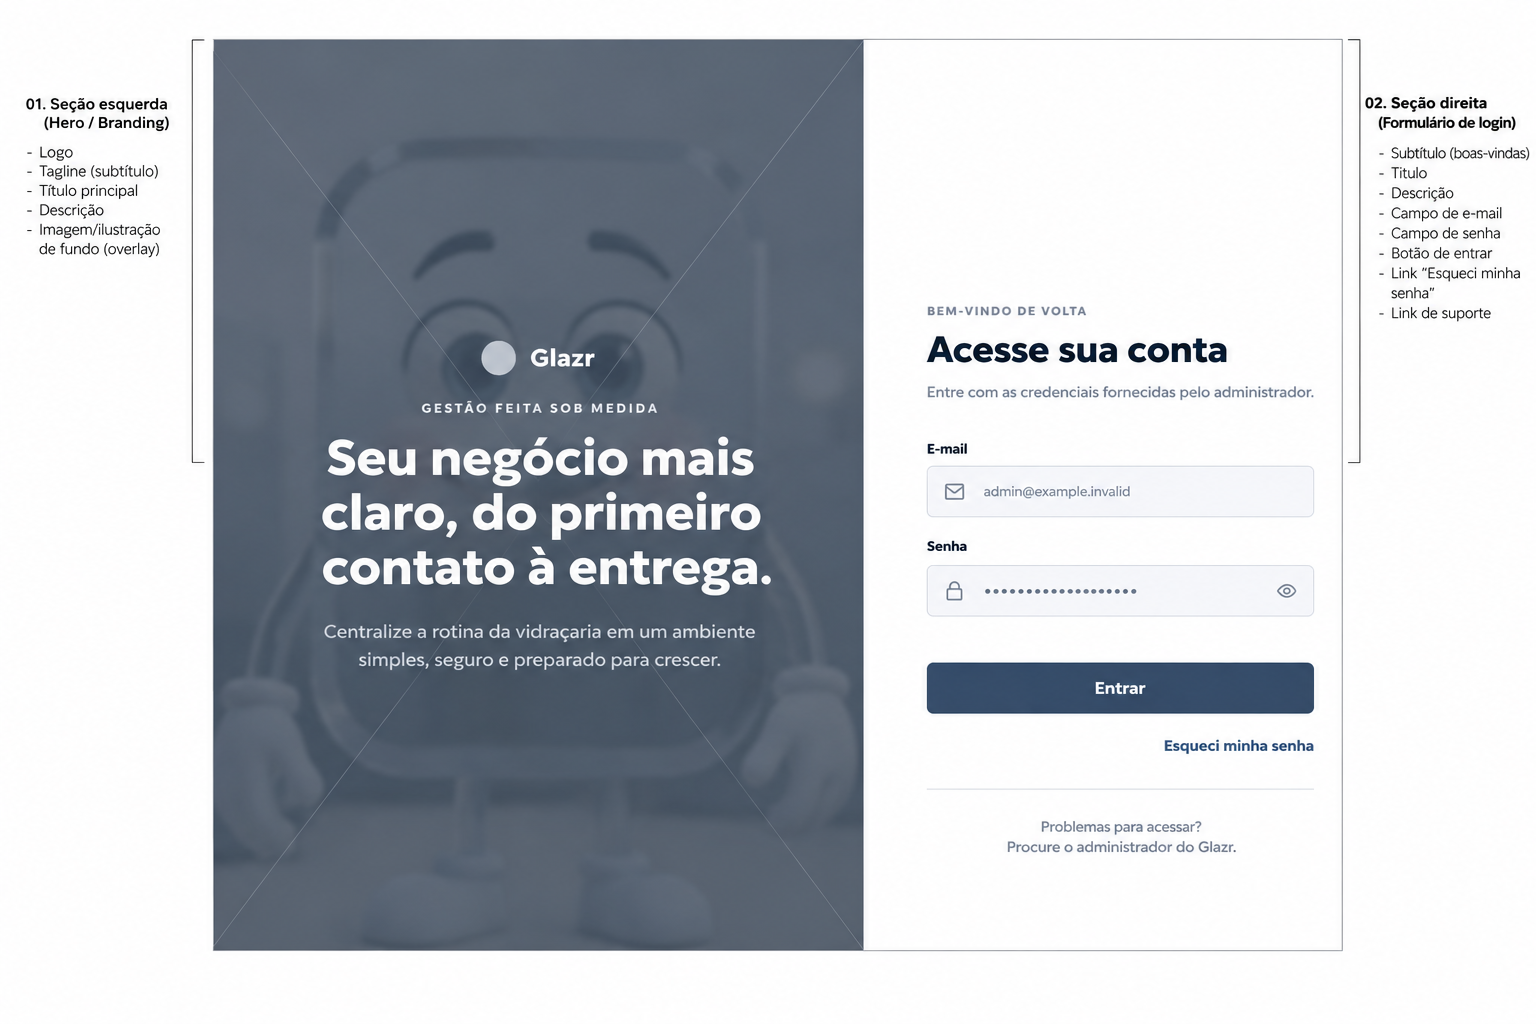 01. Seção esquerda
(Hero / Branding)
- Logo
- Tagline (subtítulo)
- Título principal
- Descrição
- Imagem/ilustração
de fundo (overlay)
Glazr
GESTÃO FEITA SOB MEDIDA
Seu negócio mais
claro, do primeiro
contato à entrega.
Centralize a rotina da vidraçaria em um ambiente
simples, seguro e preparado para crescer.
BEM-VINDO DE VOLTA
Acesse sua conta
Entre com as credenciais fornecidas pelo administrador.
E-mail
admin@example.invalid
Senha
•••••••••••••••••••
Entrar
Esqueci minha senha
Problemas para acessar?
Procure o administrador do Glazr.
02. Seção direita
(Formulário de login)
- Subtítulo (boas-vindas)
- Titulo
- Descrição
- Campo de e-mail
- Campo de senha
- Botão de entrar
- Link “Esqueci minha
senha”
- Link de suporte